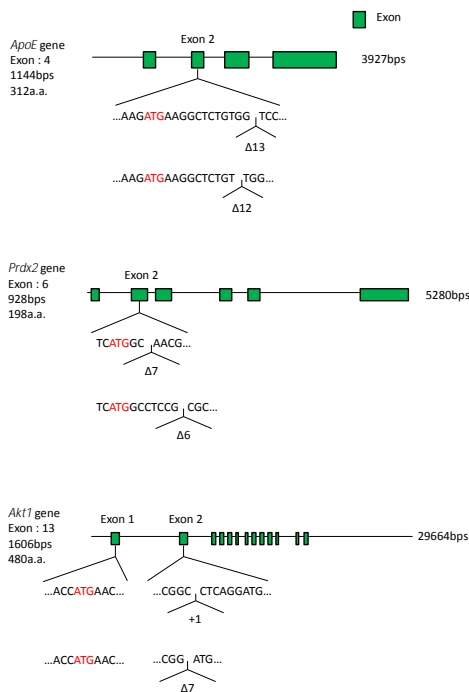 Exon
ApoE gene
Exon : 4
1144bps
312a.a.
Exon 2
3927bps
...AAGATGAAGGCTCTGTGG TCC...
Δ13
...AAGATGAAGGCTCTGT TGG...
Δ12
Prdx2 gene
Exon : 6
928bps
198a.a.
Exon 2
5280bps
TCATGGC AACG...
Δ7
TCATGGCCTCCG CGC...
Δ6
Akt1 gene
Exon : 13
1606bps
480a.a.
Exon 1 Exon 2
29664bps
...ACCATGAAC... ...CGGC CTCAGGATG...
+1
...ACCATGAAC... ...CGG ATG...
Δ7